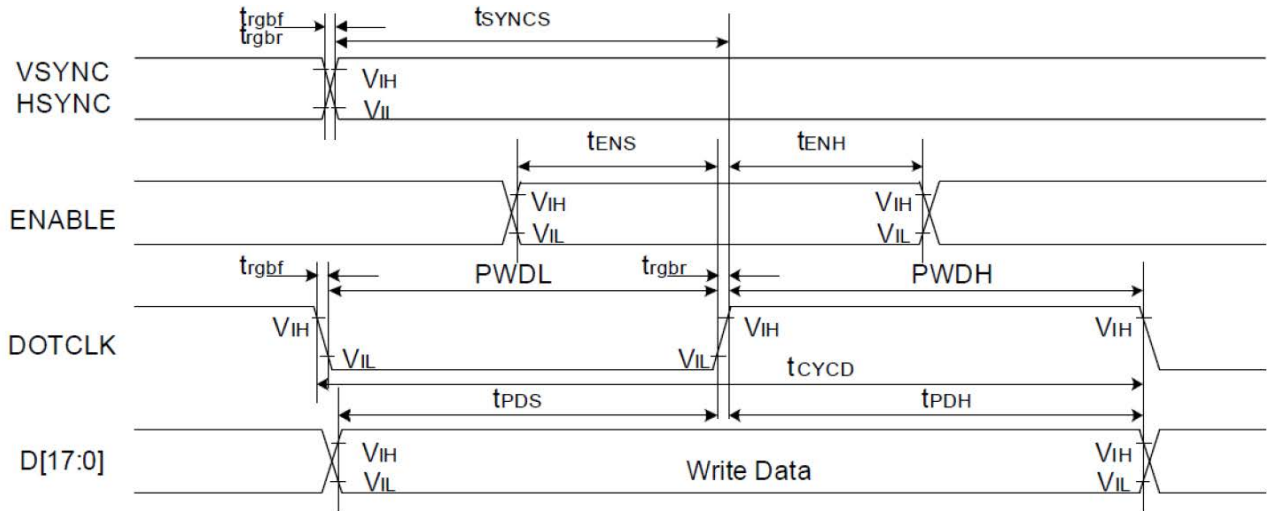 trgbf
trgbr
tSYNCS
VSYNC
HSYNC
VIH
VIL
tENS
tENH
ENABLE
VIH
VIL
VIH
VIL
trgbf
PWDL
trgbr
PWDH
DOTCLK
VIH
VIL
VIL
VIH
VIH
tCYCD
tPDS
tPDH
D[17:0]
VIH
VIL
Write Data
VIH
VIL